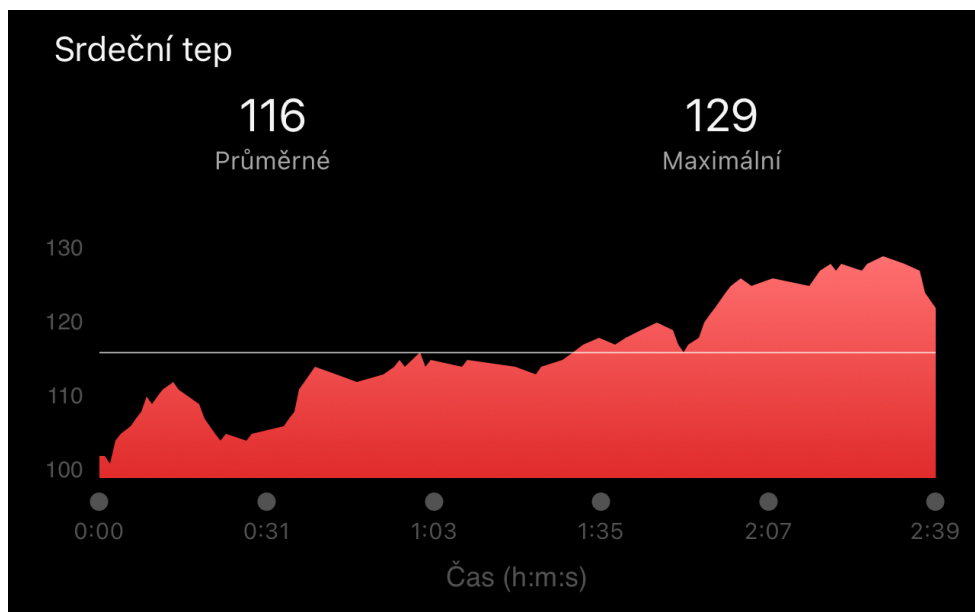 Srdeční tep
116 129
Průměrné Maximální
130
120
110
100
0:00 0:31 1:03 1:35 2:07 2:39
Čas (h:m:s)